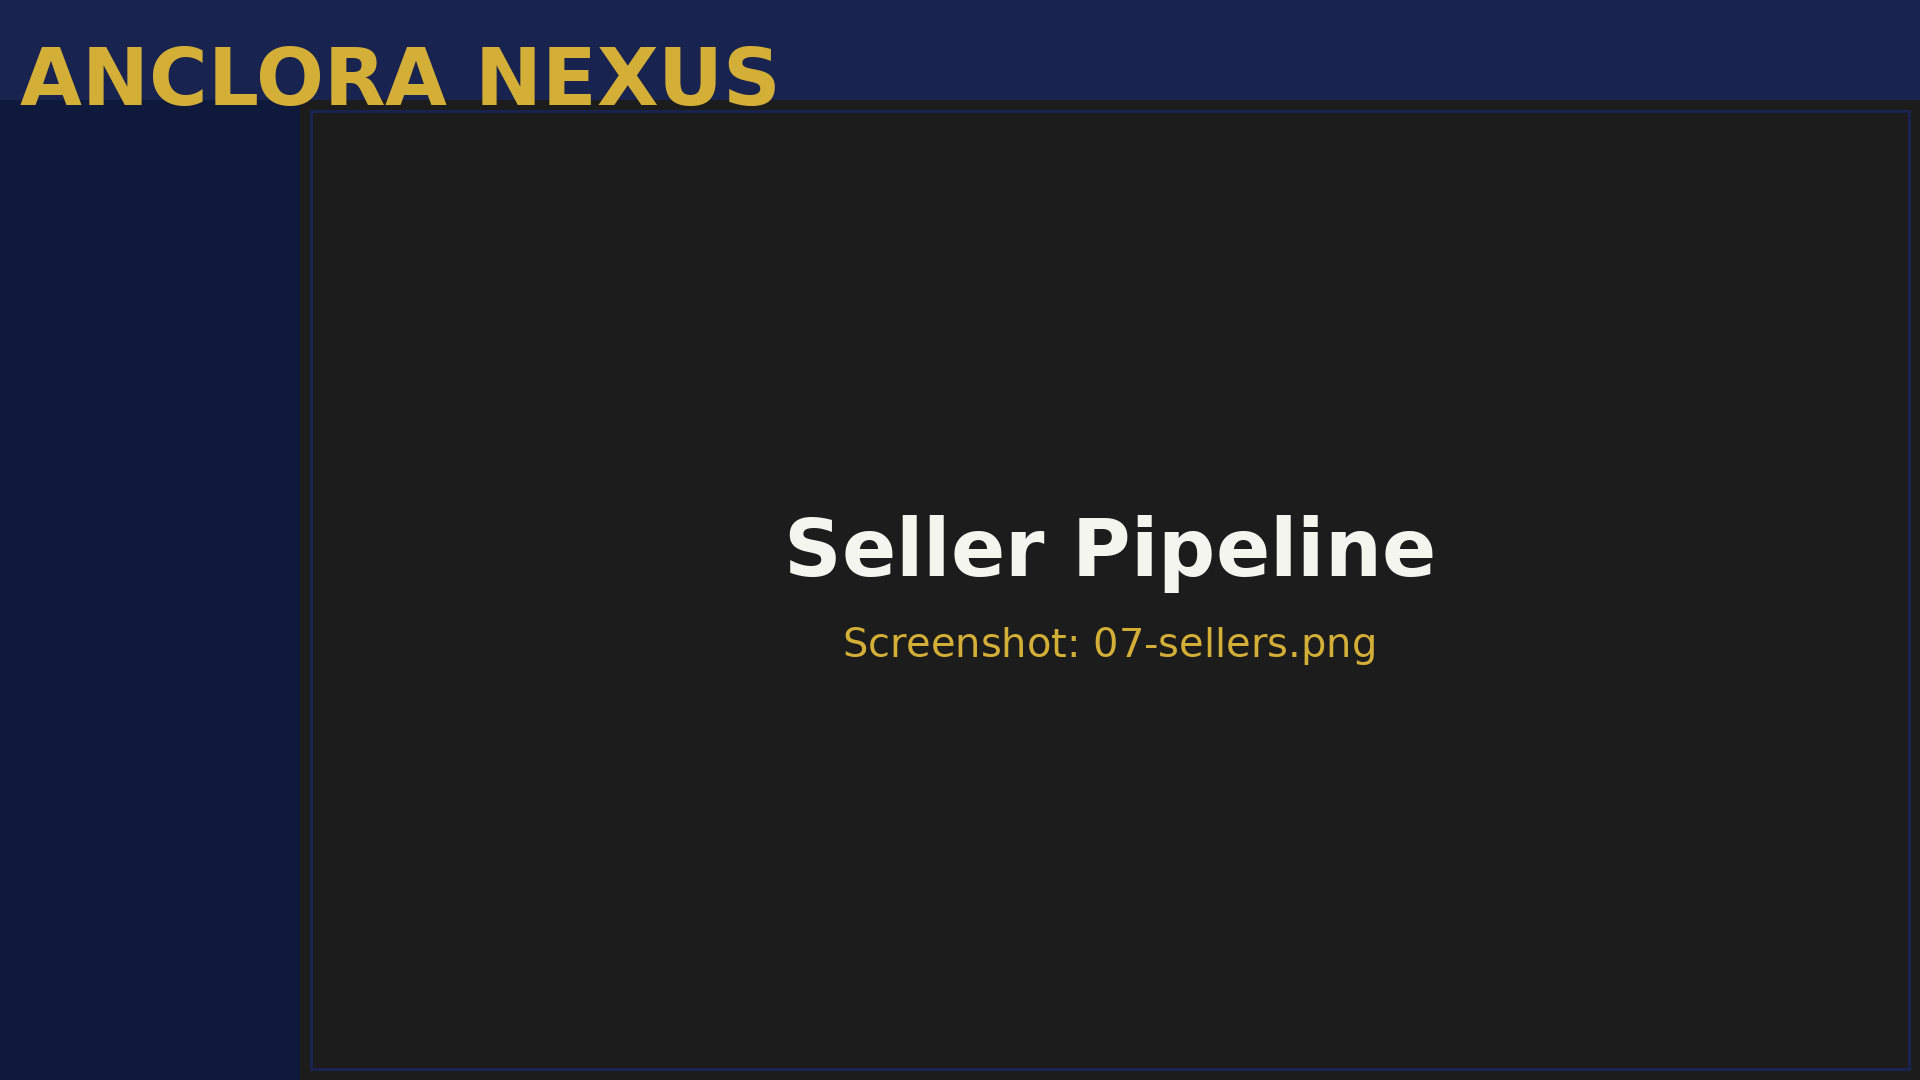 ANCLORA NEXUS
Seller Pipeline
Screenshot: 07-sellers.png